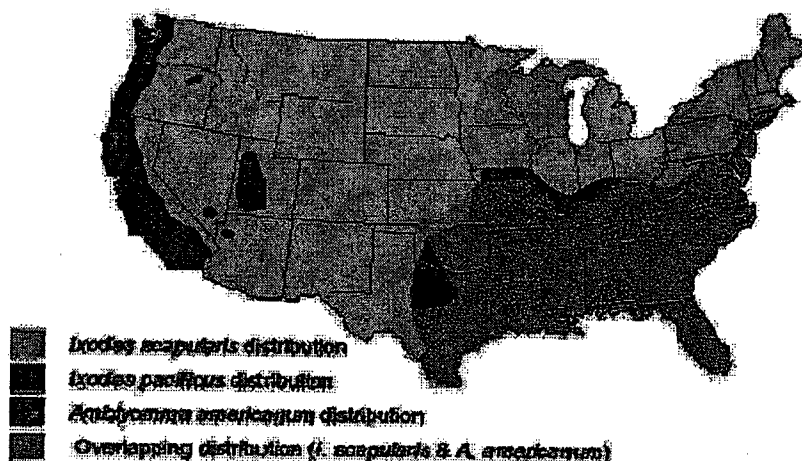 Ixodes scapularis distribution
Ixodes pacificus distribution
Amblyomma americanum distribution
Overlapping distribution (I. scapularis & A. americanum)